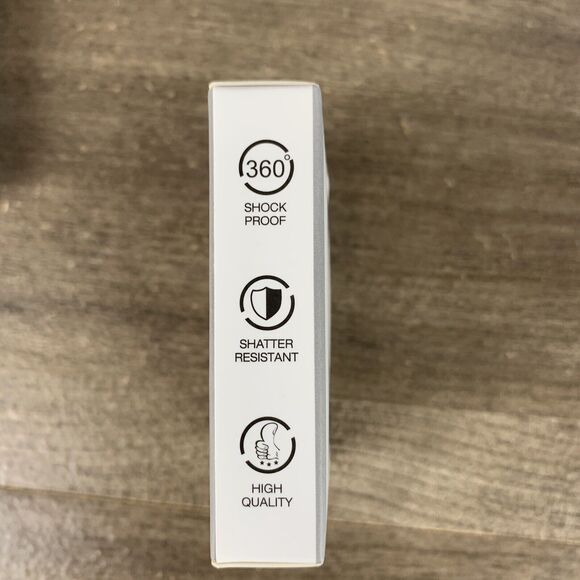 360°
SHOCK
PROOF
SHATTER
RESISTANT
HIGH
QUALITY